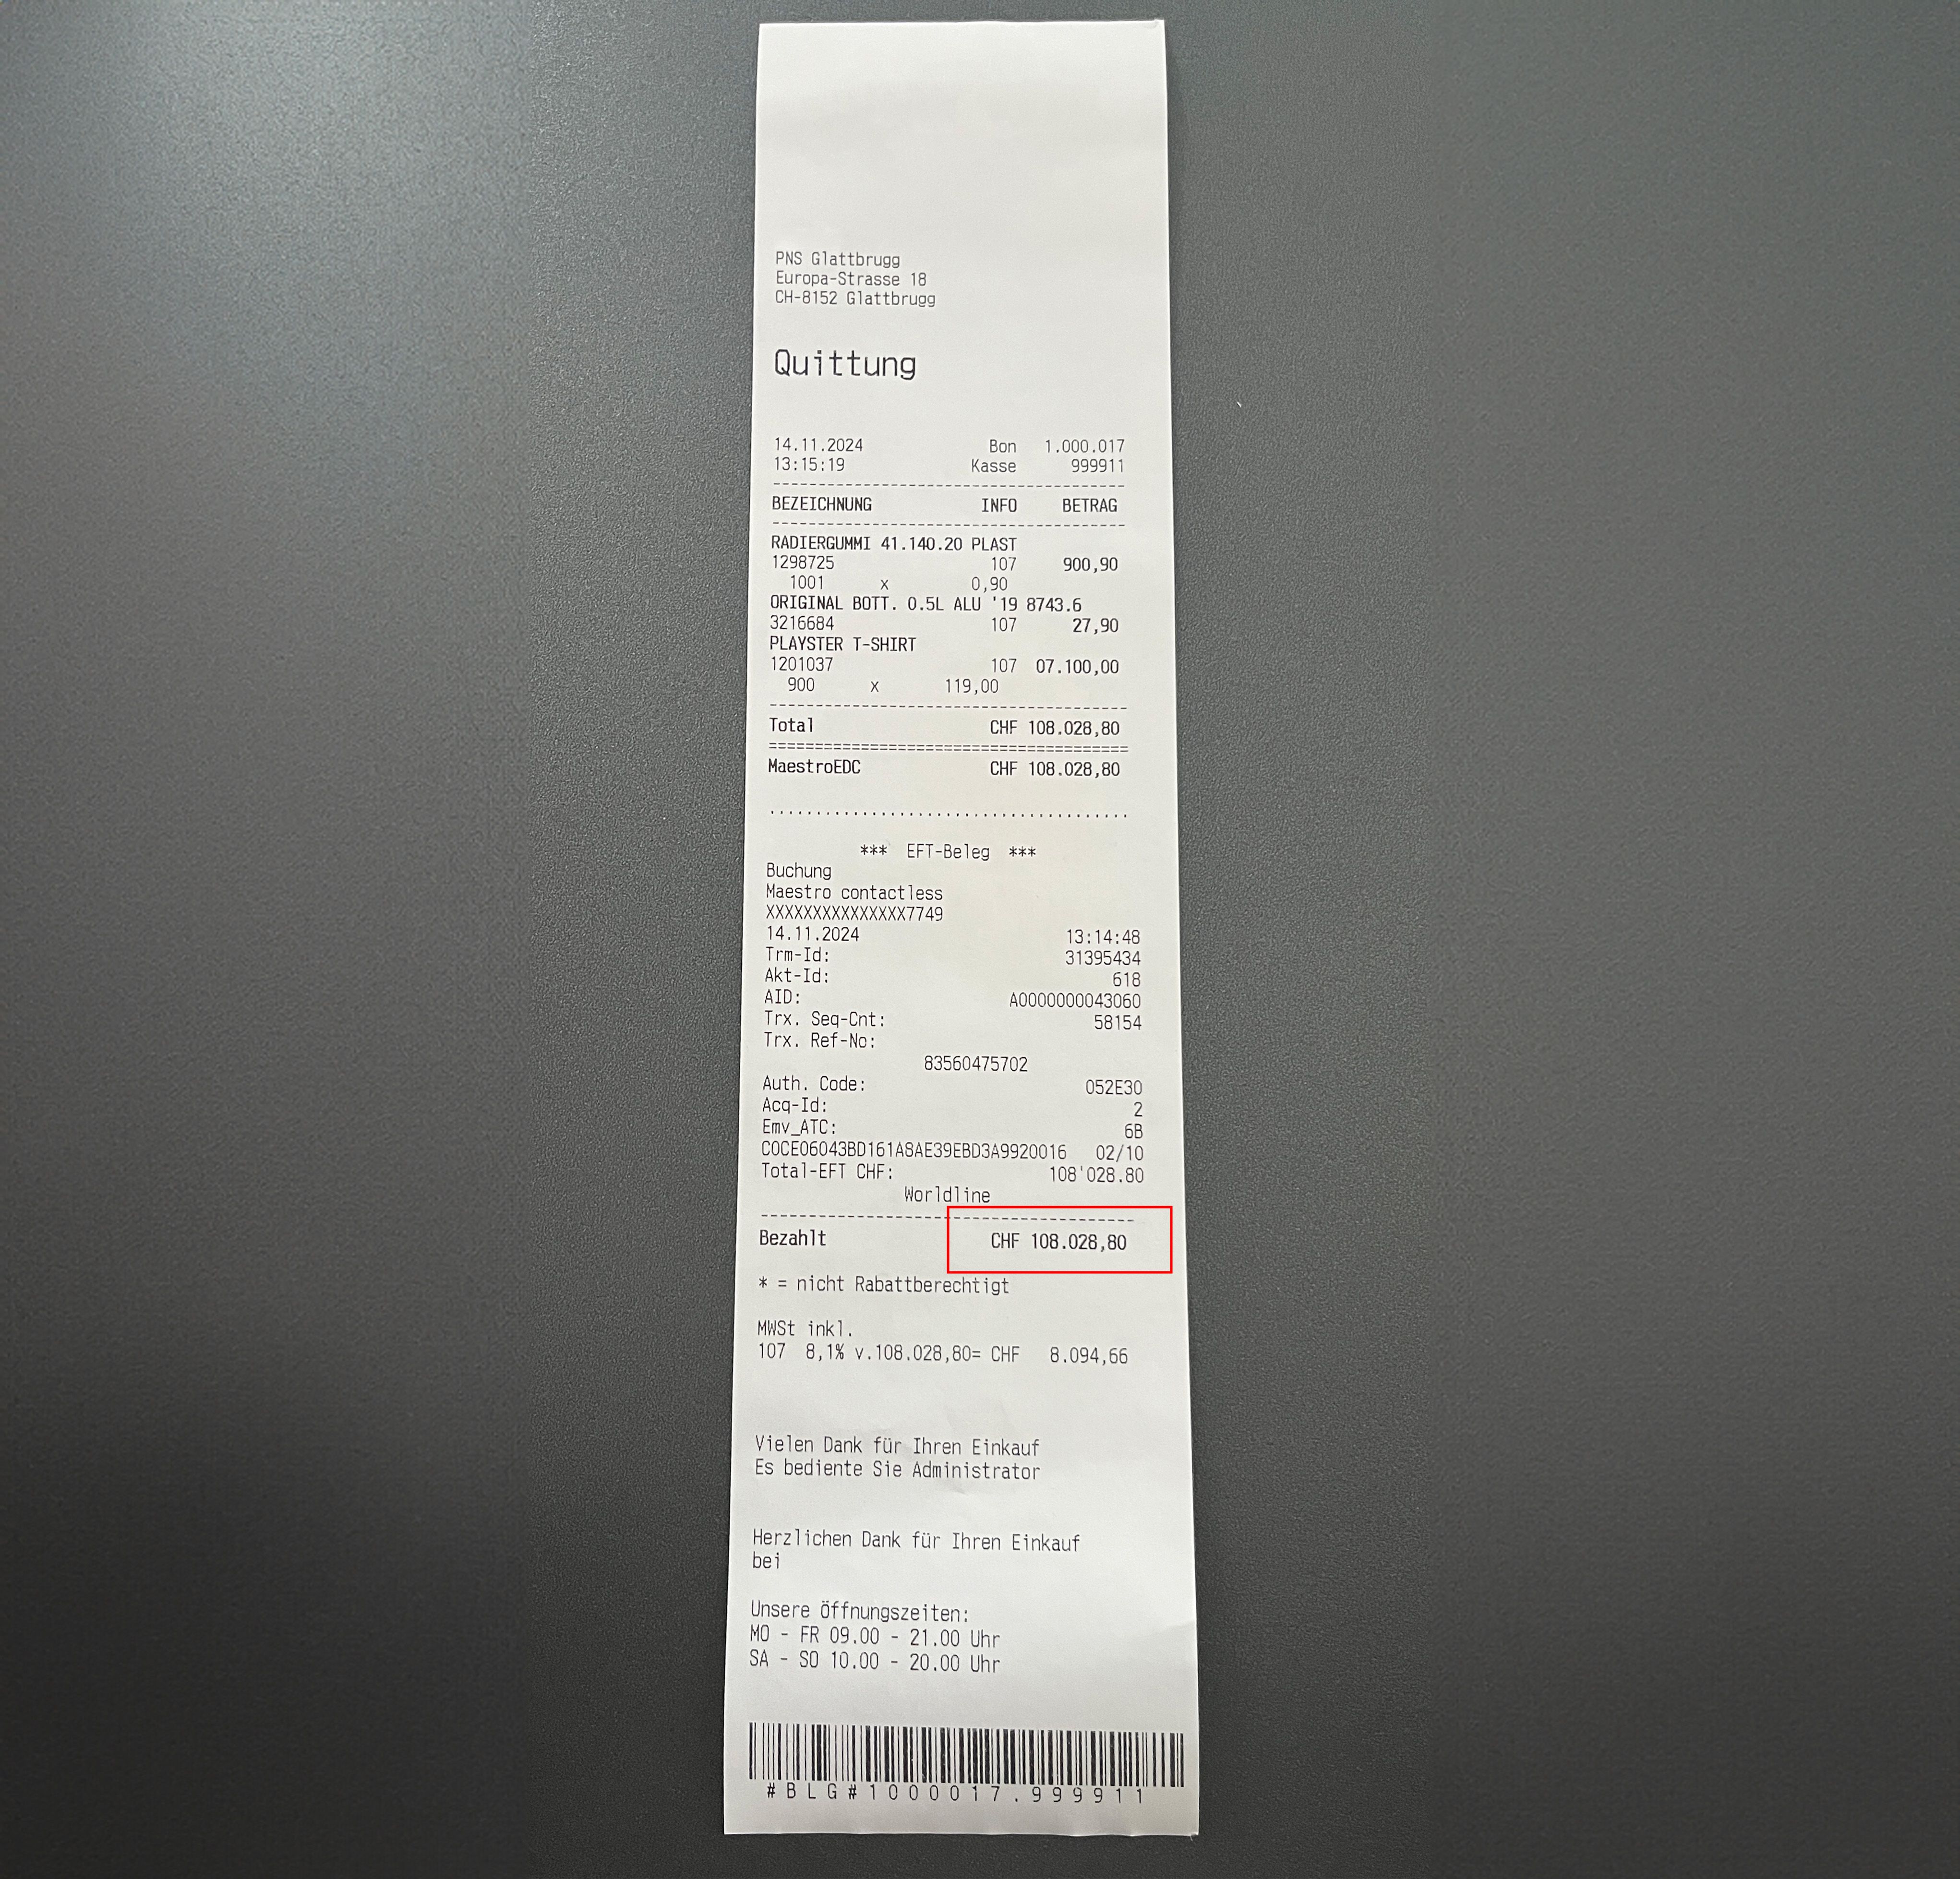 PNS Glattbrugg
Europa-Strasse 18
CH-8152 Glattbrugg
Quittung
14.11.2024 Bon 1.000.017
13:15:19 Kasse 999911
----------------------------------------
BEZEICHNUNG INFO BETRAG
----------------------------------------
RADIERGUMMI 41.140.20 PLAST
1298725 107 900,90
1001 x 0,90
ORIGINAL BOTT. 0.5L ALU '19 8743.6
3216684 107 27,90
PLAYSTER T-SHIRT
1201037 107 07.100,00
900 x 119,00
----------------------------------------
Total CHF 108.028,80
========================================
MaestroEDC CHF 108.028,80
........................................
*** EFT-Beleg ***
Buchung
Maestro contactless
XXXXXXXXXXXXXXX7749
14.11.2024 13:14:48
Trm-Id: 31395434
Akt-Id: 618
AID: A0000000043060
Trx. Seq-Cnt: 58154
Trx. Ref-No:
83560475702
Auth. Code: 052E30
Acq-Id: 2
Emv_ATC: 6B
C0CE06043BD161A8AE39EBD3A9920016 02/10
Total-EFT CHF: 108'028.80
Worldline
----------------------------------------
Bezahlt CHF 108.028,80
* = nicht Rabattberechtigt
MWSt inkl.
107 8,1% v.108.028,80= CHF 8.094,66
Vielen Dank für Ihren Einkauf
Es bediente Sie Administrator
Herzlichen Dank für Ihren Einkauf
bei
Unsere Öffnungszeiten:
MO - FR 09.00 - 21.00 Uhr
SA - SO 10.00 - 20.00 Uhr
#BLG#1000017.999911